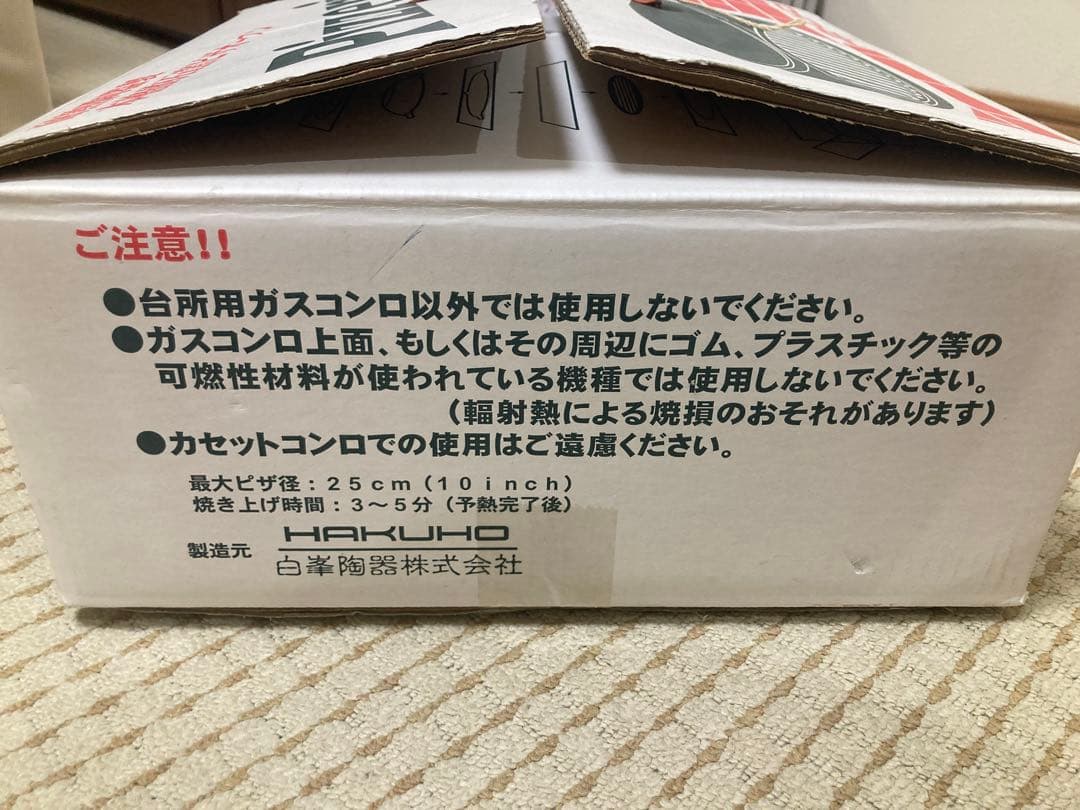 ご注意!!
●台所用ガスコンロ以外では使用しないでください。
●ガスコンロ上面、もしくはその周辺にゴム、プラスチック等の
可燃性材料が使われている機種では使用しないでください。
(輻射熱による焼損のおそれがあります)
●カセットコンロでの使用はご遠慮ください。
最大ピザ径：25cm(10inch)
焼き上げ時間：3〜5分(予熱完了後)
製造元
HAKUHO
白峯陶器株式会社